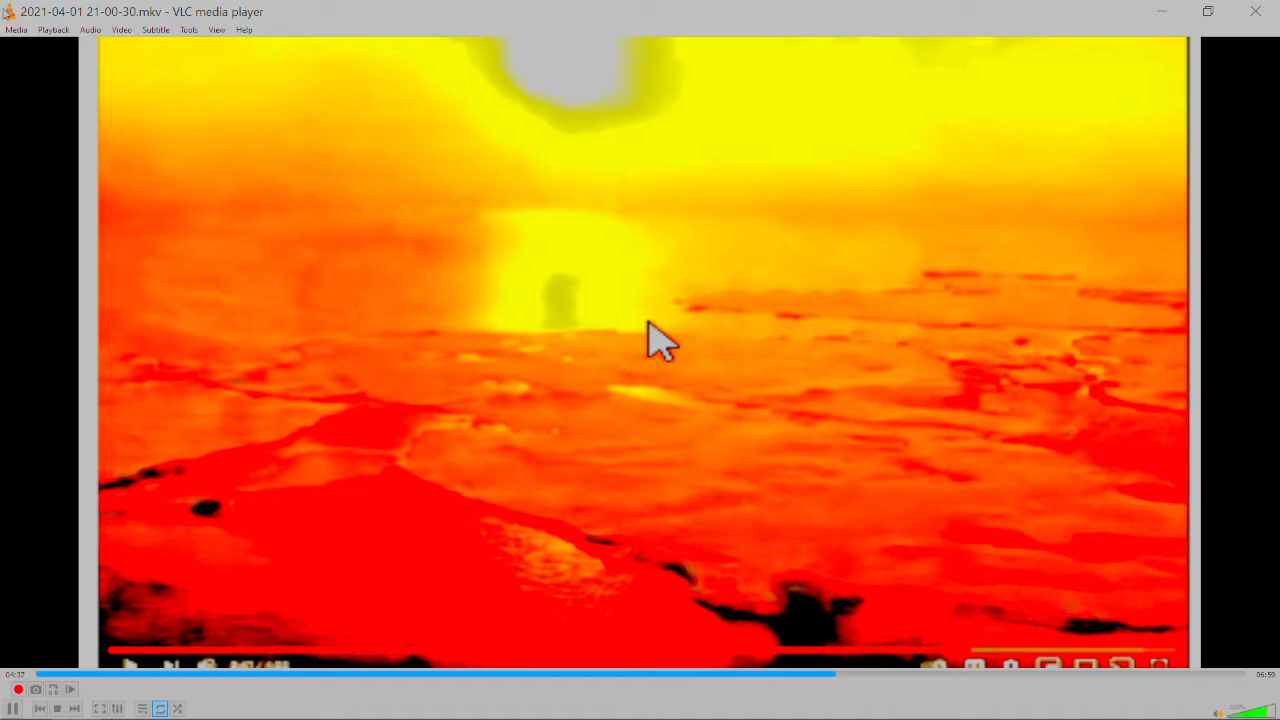 2021-04-01 21-00-30.mkv - VLC media player
Media Playback Audio Video Subtitle Tools View Help
04:37
06:59
100%